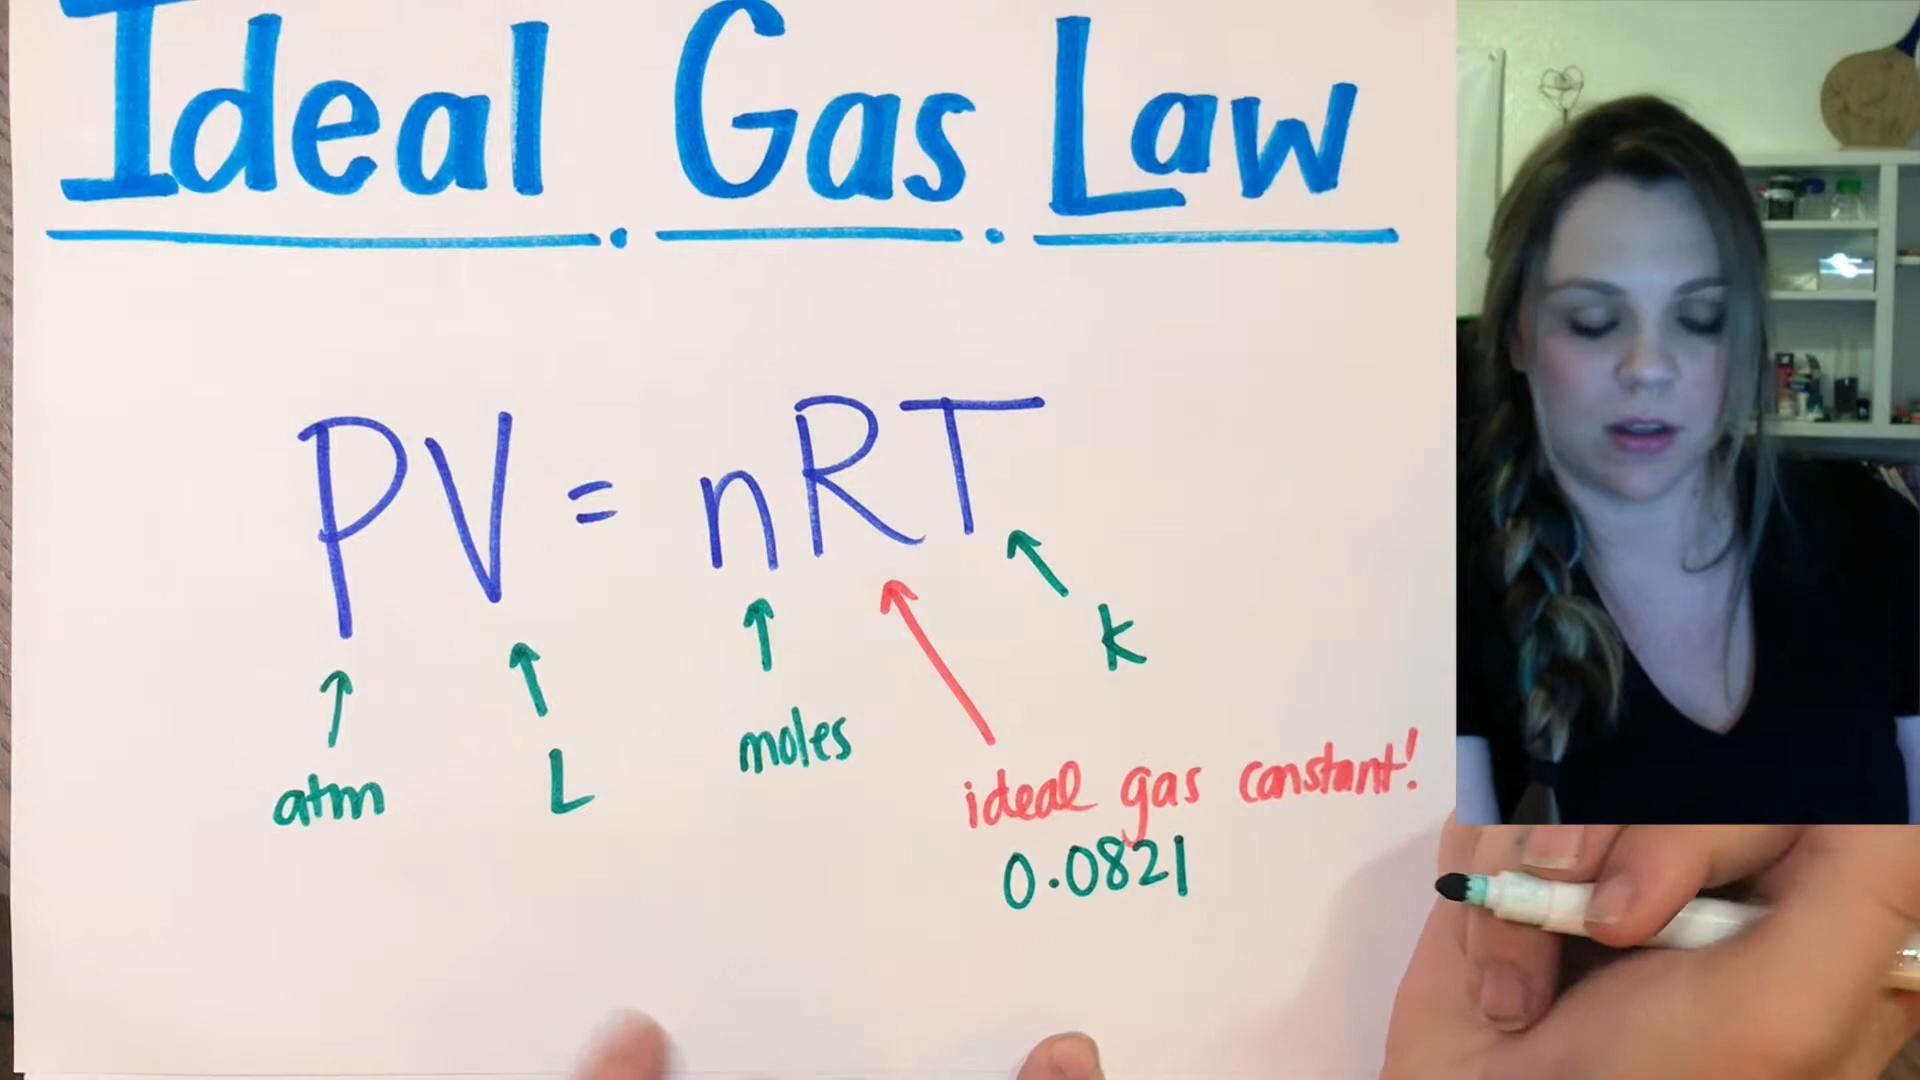 Ideal Gas Law
PV = nRT
k
moles
atm
L
ideal gas constant!
0.0821